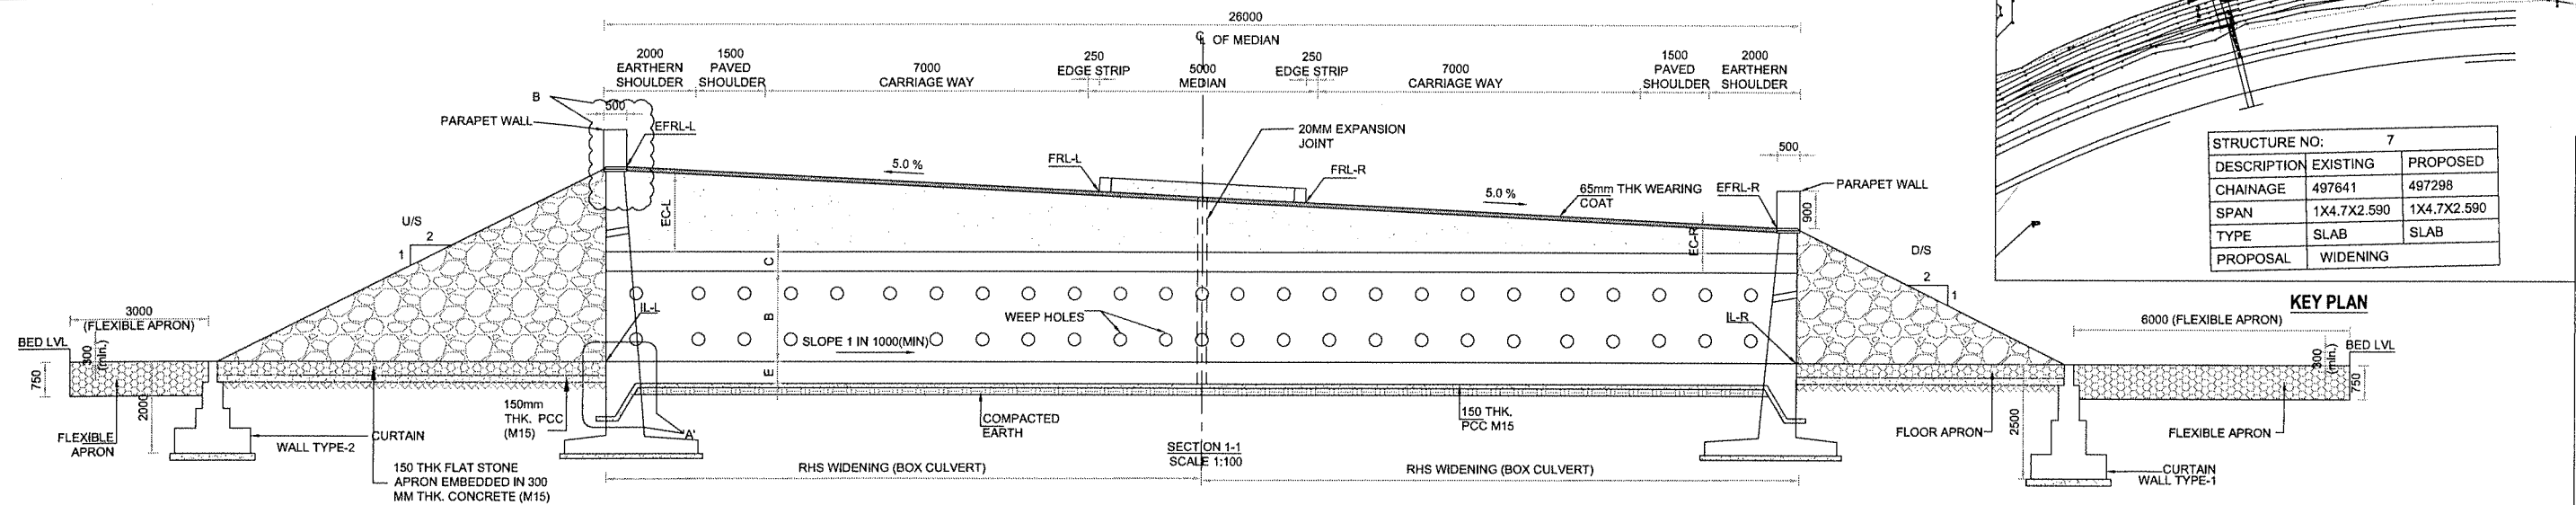 26000
℄ OF MEDIAN
2000
EARTHERN
SHOULDER
1500
PAVED
SHOULDER
7000
CARRIAGE WAY
250
EDGE STRIP
5000
MEDIAN
250
EDGE STRIP
7000
CARRIAGE WAY
1500
PAVED
SHOULDER
2000
EARTHERN
SHOULDER
B
500
PARAPET WALL
EFRL-L
5.0 %
FRL-L
20MM EXPANSION
JOINT
FRL-R
5.0 %
65mm THK WEARING
COAT
EFRL-R
500
PARAPET WALL
900
U/S
2
1
EC-L
EC-R
D/S
2
1
C
B
E
IL-L
WEEP HOLES
IL-R
SLOPE 1 IN 1000(MIN)
3000
(FLEXIBLE APRON)
BED LVL
300
(min.)
750
2000
FLEXIBLE
APRON
CURTAIN
WALL TYPE-2
150 THK FLAT STONE
APRON EMBEDDED IN 300
MM THK. CONCRETE (M15)
150mm
THK. PCC
(M15)
'A'
COMPACTED
EARTH
150 THK.
PCC M15
SECTION 1-1
SCALE 1:100
RHS WIDENING (BOX CULVERT)
RHS WIDENING (BOX CULVERT)
6000 (FLEXIBLE APRON)
BED LVL
300
(min.)
750
2500
FLOOR APRON
FLEXIBLE APRON
CURTAIN
WALL TYPE-1
STRUCTURE NO: 7
DESCRIPTION EXISTING PROPOSED
CHAINAGE 497641 497298
SPAN 1X4.7X2.590 1X4.7X2.590
TYPE SLAB SLAB
PROPOSAL WIDENING
KEY PLAN